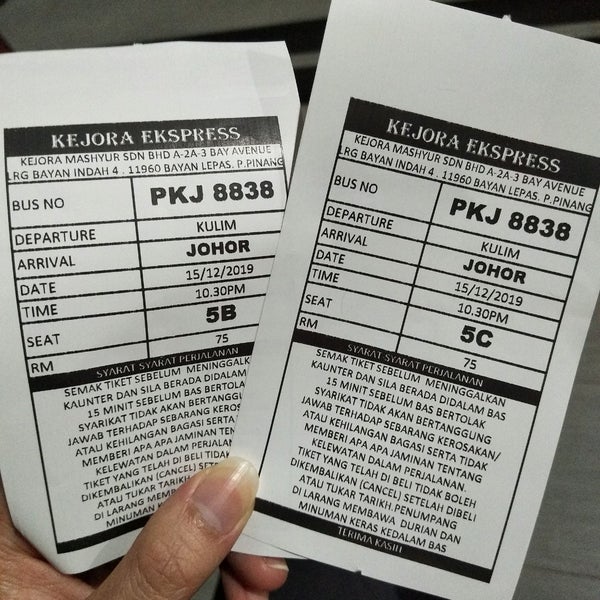 KEJORA EKSPRESS
KEJORA MASHYUR SDN BHD A-2A-3 BAY AVENUE
LRG BAYAN INDAH 4 . 11960 BAYAN LEPAS. P.PINANG
BUS NO PKJ 8838
DEPARTURE KULIM
ARRIVAL JOHOR
DATE 15/12/2019
TIME 10.30PM
SEAT 5B
RM 75
SYARAT-SYARAT PERJALANAN
SEMAK TIKET SEBELUM MENINGGALKAN
KAUNTER DAN SILA BERADA DIDALAM
15 MINIT SEBELUM BAS BERTOLAK
SYARIKAT TIDAK AKAN BERTANGGUNG
JAWAB TERHADAP SEBARANG
ATAU KEHILANGAN BAGASI SERTA
MEMBERI APA APA JAMINAN
KELEWATAN DALAM
TIKET YANG TELAH DI BELI TIDAK
DIKEMBALIKAN (CANCEL)
ATAU TUKAR TARIKH.
DI LARANG MEMBAWA
MINUMAN
KEJORA EKSPRESS
KEJORA MASHYUR SDN BHD A-2A-3 BAY AVENUE
LRG BAYAN INDAH 4 . 11960 BAYAN LEPAS. P.PINANG
BUS NO PKJ 8838
DEPARTURE KULIM
ARRIVAL JOHOR
DATE 15/12/2019
TIME 10.30PM
SEAT 5C
RM 75
SYARAT-SYARAT PERJALANAN
SEMAK TIKET SEBELUM MENINGGALKAN
KAUNTER DAN SILA BERADA DIDALAM BAS
15 MINIT SEBELUM BAS BERTOLAK
SYARIKAT TIDAK AKAN BERTANGGUNG
JAWAB TERHADAP SEBARANG KEROSAKAN/
ATAU KEHILANGAN BAGASI SERTA TIDAK
MEMBERI APA APA JAMINAN TENTANG
KELEWATAN DALAM PERJALANAN.
TIKET YANG TELAH DI BELI TIDAK BOLEH
DIKEMBALIKAN (CANCEL) SETELAH DIBELI
ATAU TUKAR TARIKH. PENUMPANG
DI LARANG MEMBAWA DURIAN DAN
MINUMAN KERAS KEDALAM BAS
TERIMA KASIH